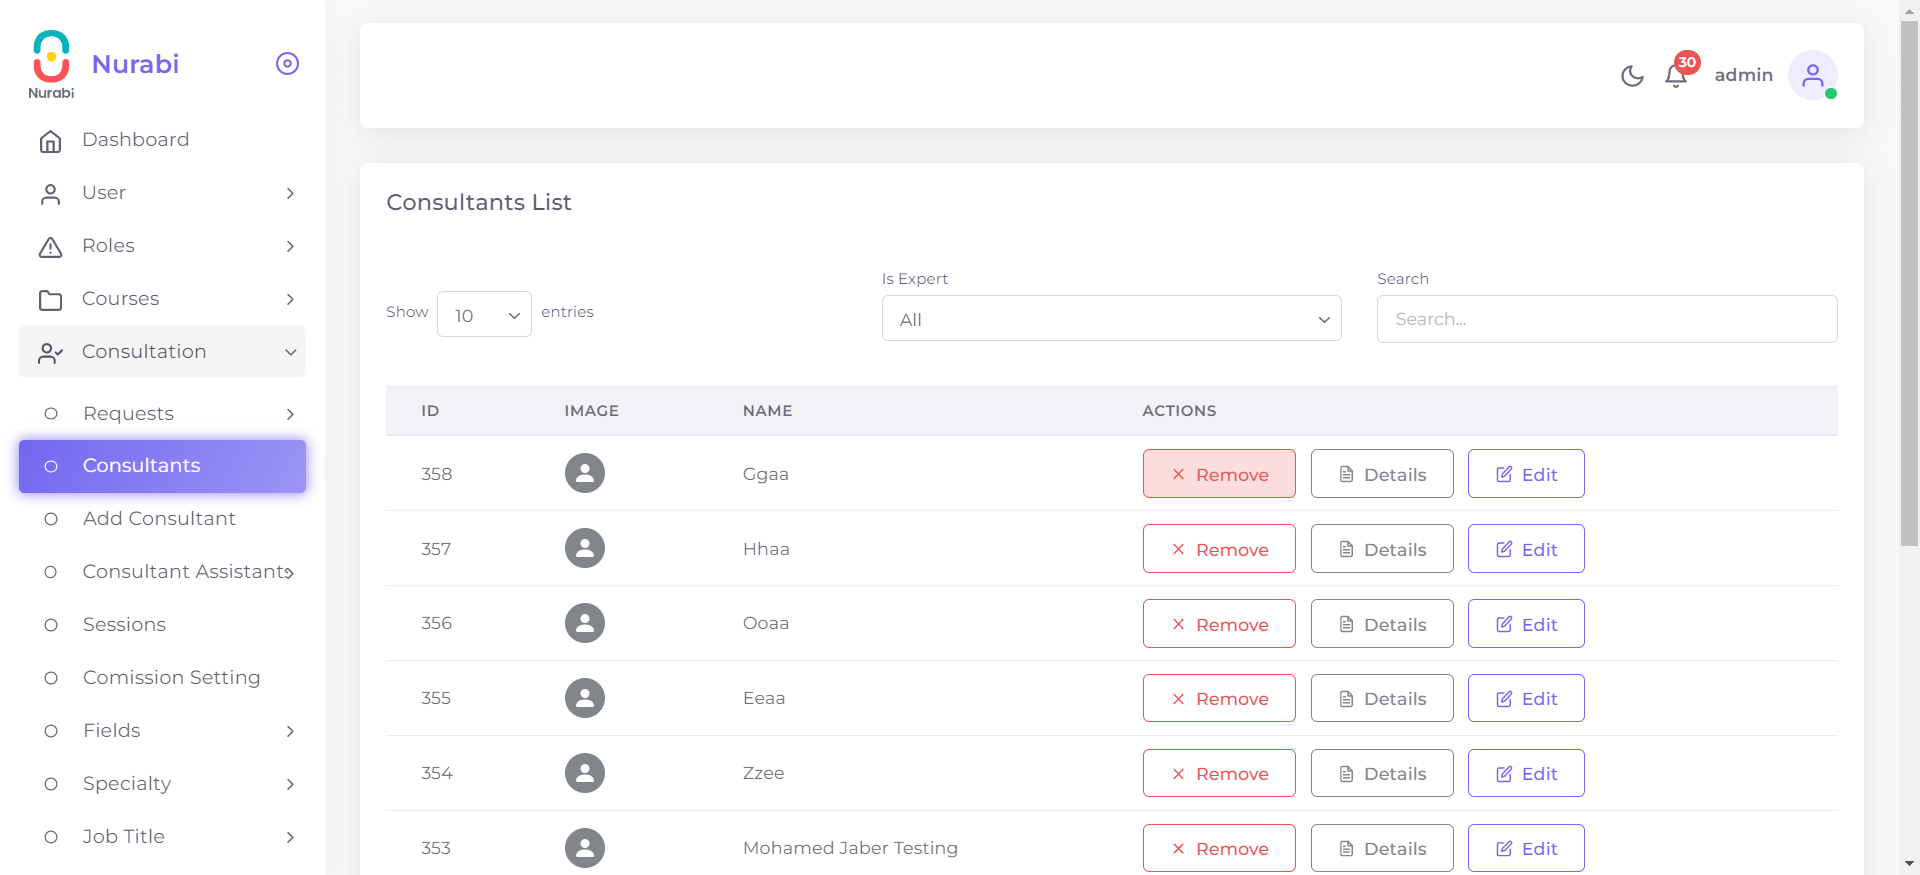 Nurabi
Nurabi
Dashboard
User
Roles
Courses
Consultation
Requests
Consultants
Add Consultant
Consultant Assistant
Sessions
Comission Setting
Fields
Specialty
Job Title
30
admin
Consultants List
Show 10 entries
Is Expert
All
Search
Search...
ID IMAGE NAME ACTIONS
358 Ggaa Remove Details Edit
357 Hhaa Remove Details Edit
356 Ooaa Remove Details Edit
355 Eeaa Remove Details Edit
354 Zzee Remove Details Edit
353 Mohamed Jaber Testing Remove Details Edit